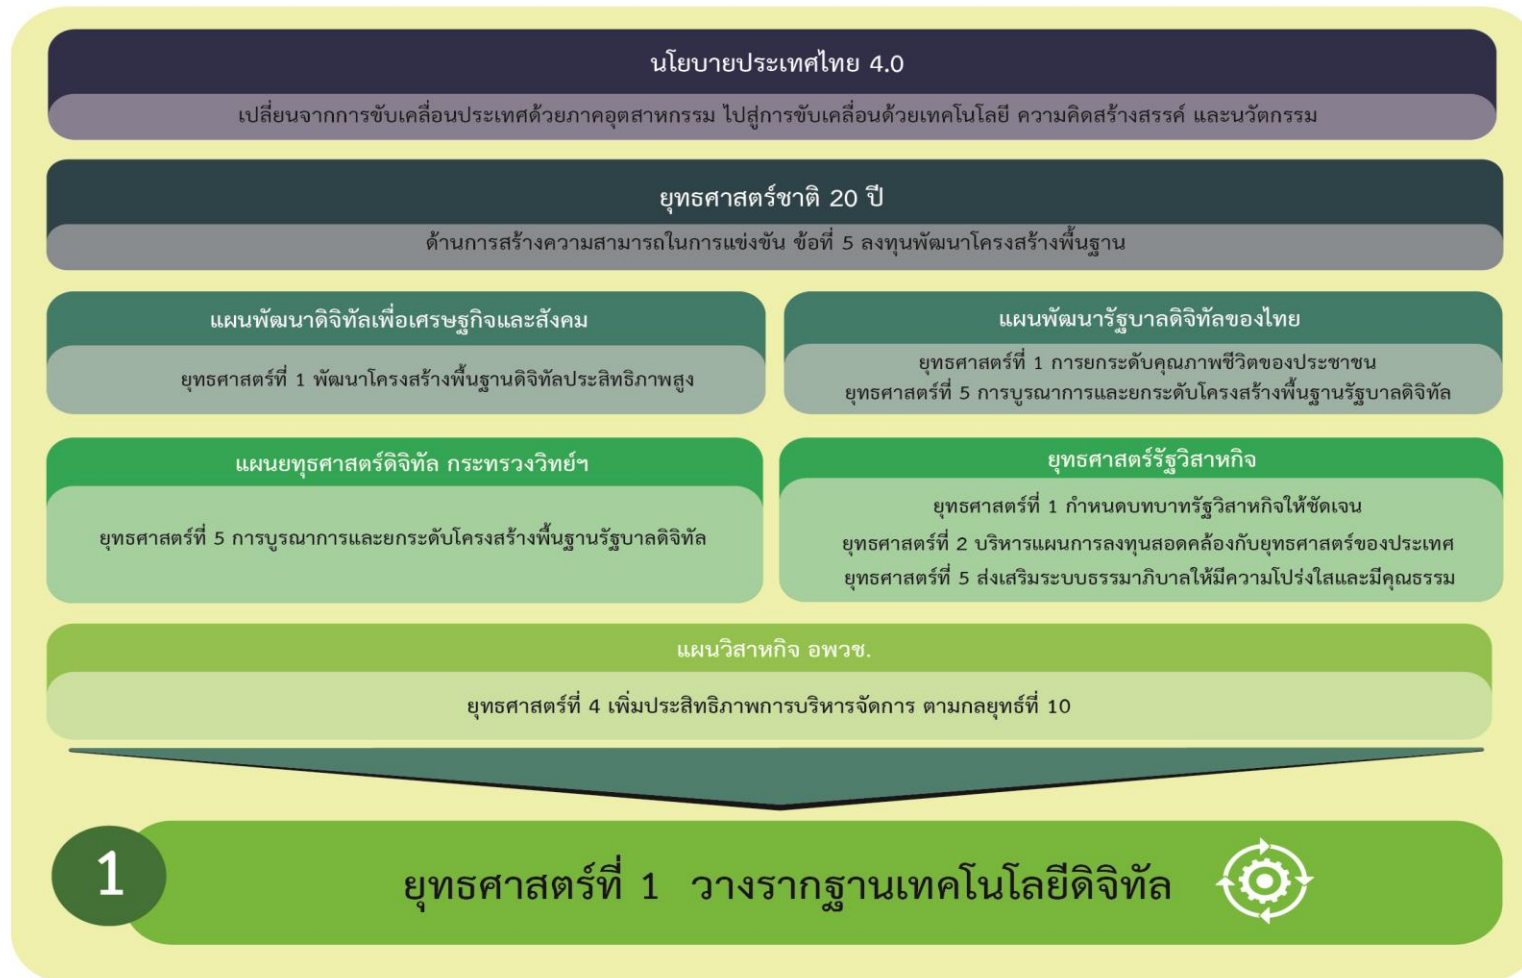 นโยบายประเทศไทย 4.0
เปลี่ยนจากการขับเคลื่อนประเทศด้วยภาคอุตสาหกรรม ไปสู่การขับเคลื่อนด้วยเทคโนโลยี ความคิดสร้างสรรค์ และนวัตกรรม
ยุทธศาสตร์ชาติ 20 ปี
ด้านการสร้างความสามารถในการแข่งขัน ข้อที่ 5 ลงทุนพัฒนาโครงสร้างพื้นฐาน
แผนพัฒนาดิจิทัลเพื่อเศรษฐกิจและสังคม
ยุทธศาสตร์ที่ 1 พัฒนาโครงสร้างพื้นฐานดิจิทัลประสิทธิภาพสูง
แผนพัฒนารัฐบาลดิจิทัลของไทย
ยุทธศาสตร์ที่ 1 การยกระดับคุณภาพชีวิตของประชาชน
ยุทธศาสตร์ที่ 5 การบูรณาการและยกระดับโครงสร้างพื้นฐานรัฐบาลดิจิทัล
แผนยทุธศาสตร์ดิจิทัล กระทรวงวิทย์ฯ
ยุทธศาสตร์ที่ 5 การบูรณาการและยกระดับโครงสร้างพื้นฐานรัฐบาลดิจิทัล
ยุทธศาสตร์รัฐวิสาหกิจ
ยุทธศาสตร์ที่ 1 กำหนดบทบาทรัฐวิสาหกิจให้ชัดเจน
ยุทธศาสตร์ที่ 2 บริหารแผนการลงทุนสอดคล้องกับยุทธศาสตร์ของประเทศ
ยุทธศาสตร์ที่ 5 ส่งเสริมระบบธรรมาภิบาลให้มีความโปร่งใสและมีคุณธรรม
แผนวิสาหกิจ อพวช.
ยุทธศาสตร์ที่ 4 เพิ่มประสิทธิภาพการบริหารจัดการ ตามกลยุทธ์ที่ 10
1
ยุทธศาสตร์ที่ 1 วางรากฐานเทคโนโลยีดิจิทัล